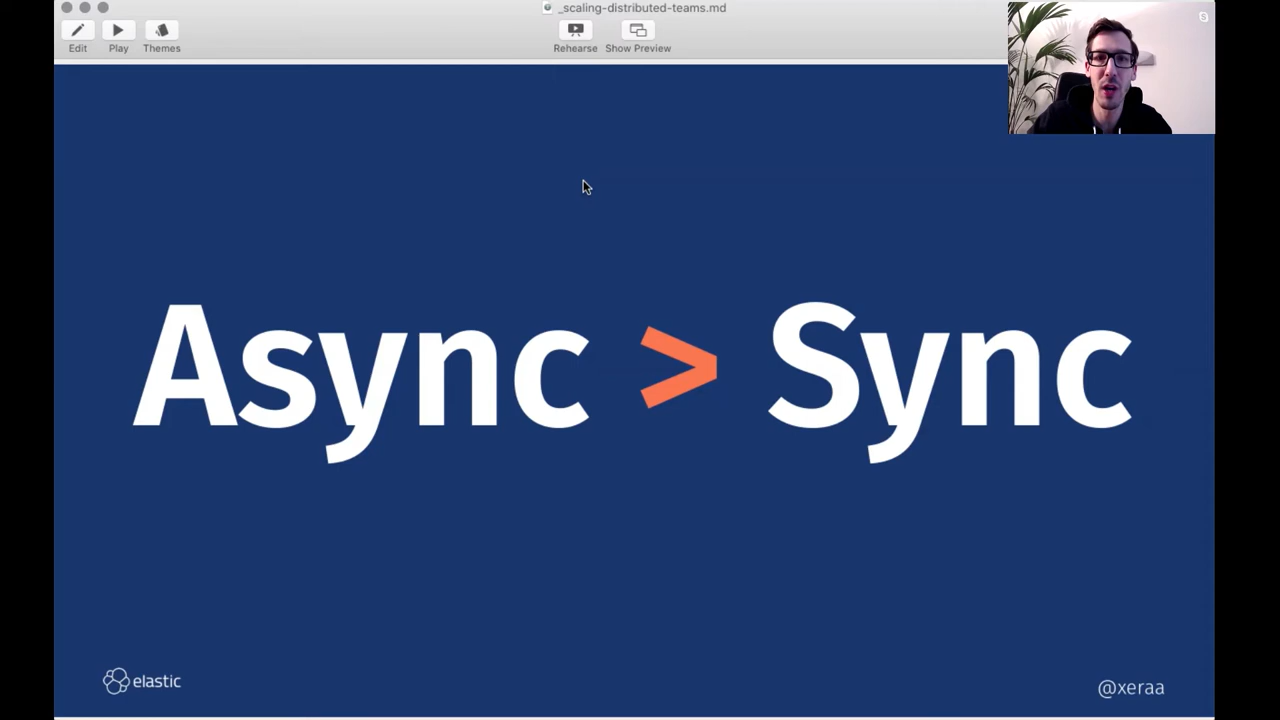 _scaling-distributed-teams.md
Edit Play Themes Rehearse Show Preview
Async > Sync
elastic
@xeraa